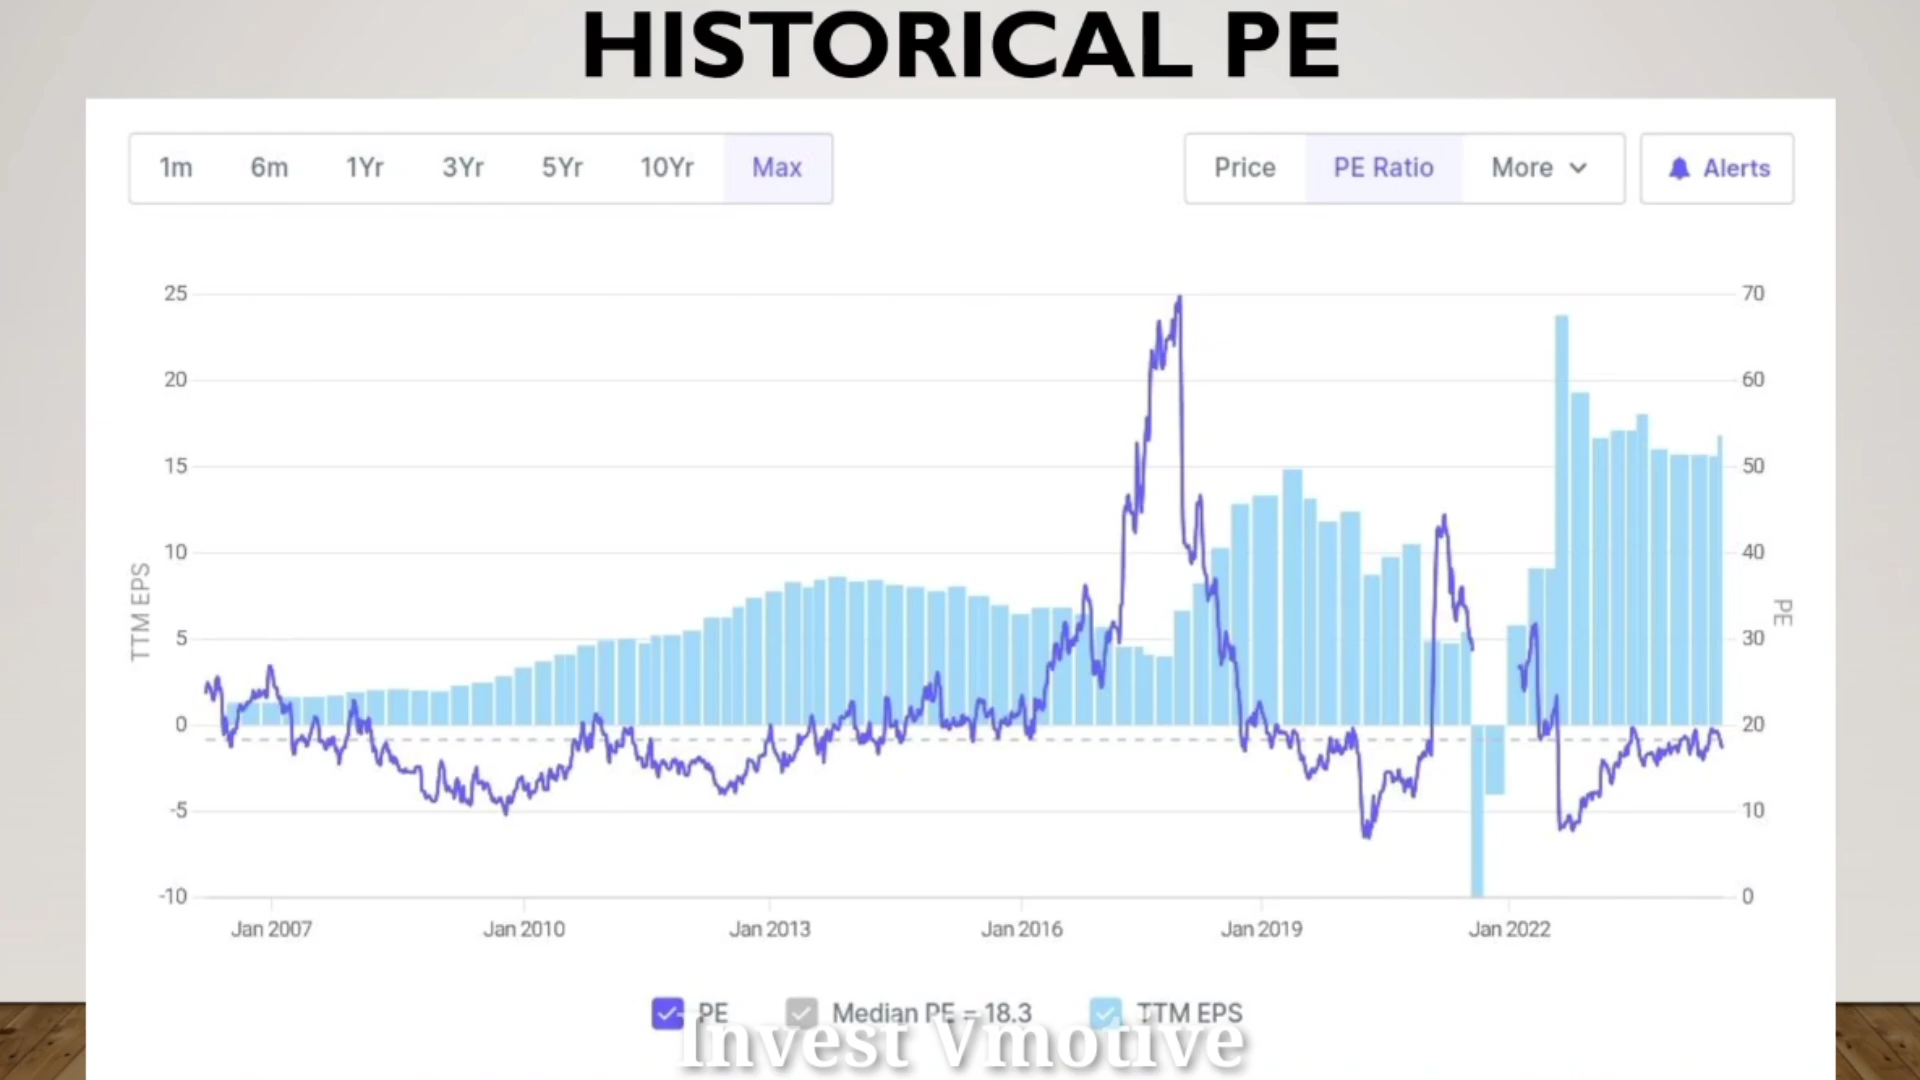 HISTORICAL PE
1m 6m 1Yr 3Yr 5Yr 10Yr Max
Price PE Ratio More Alerts
25 70
20 60
15 50
10 40
5 30
0 20
-5 10
-10 0
TTM EPS
PE
Jan 2007 Jan 2010 Jan 2013 Jan 2016 Jan 2019 Jan 2022
PE Median PE = 18.3 TTM EPS
Invest Vmotive